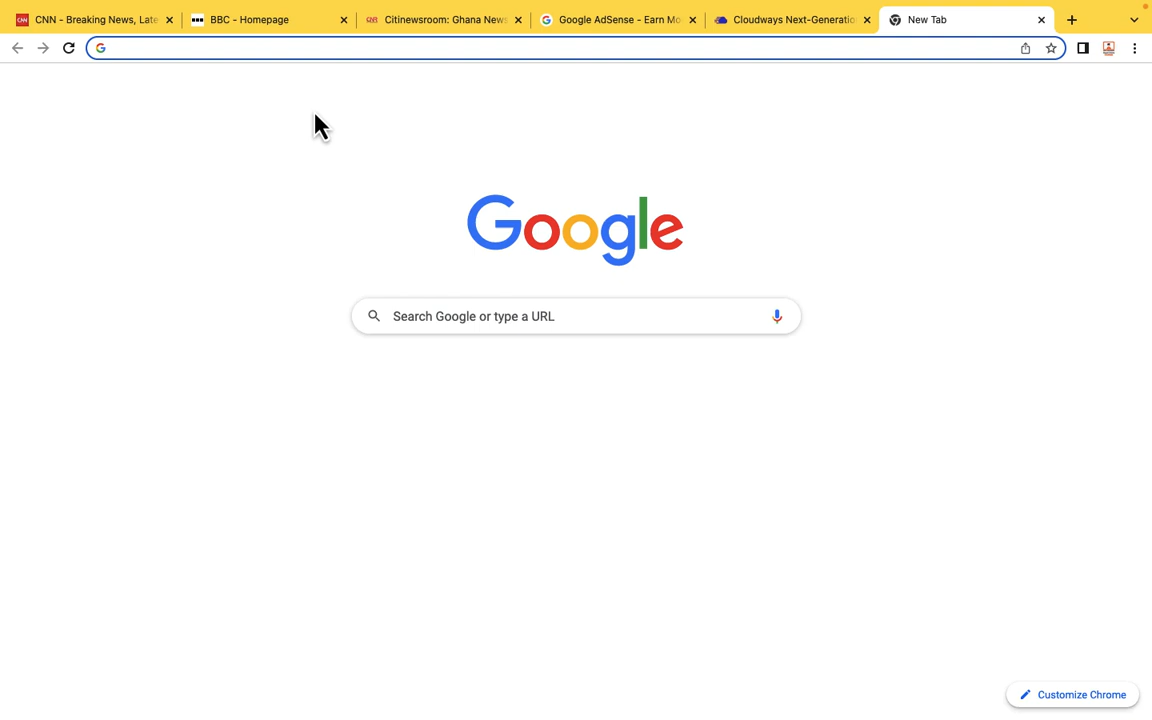 CNN - Breaking News, Late
BBC - Homepage
Citinewsroom: Ghana News
Google AdSense - Earn Mo
Cloudways Next-Generatio
New Tab
Google
Search Google or type a URL
Customize Chrome